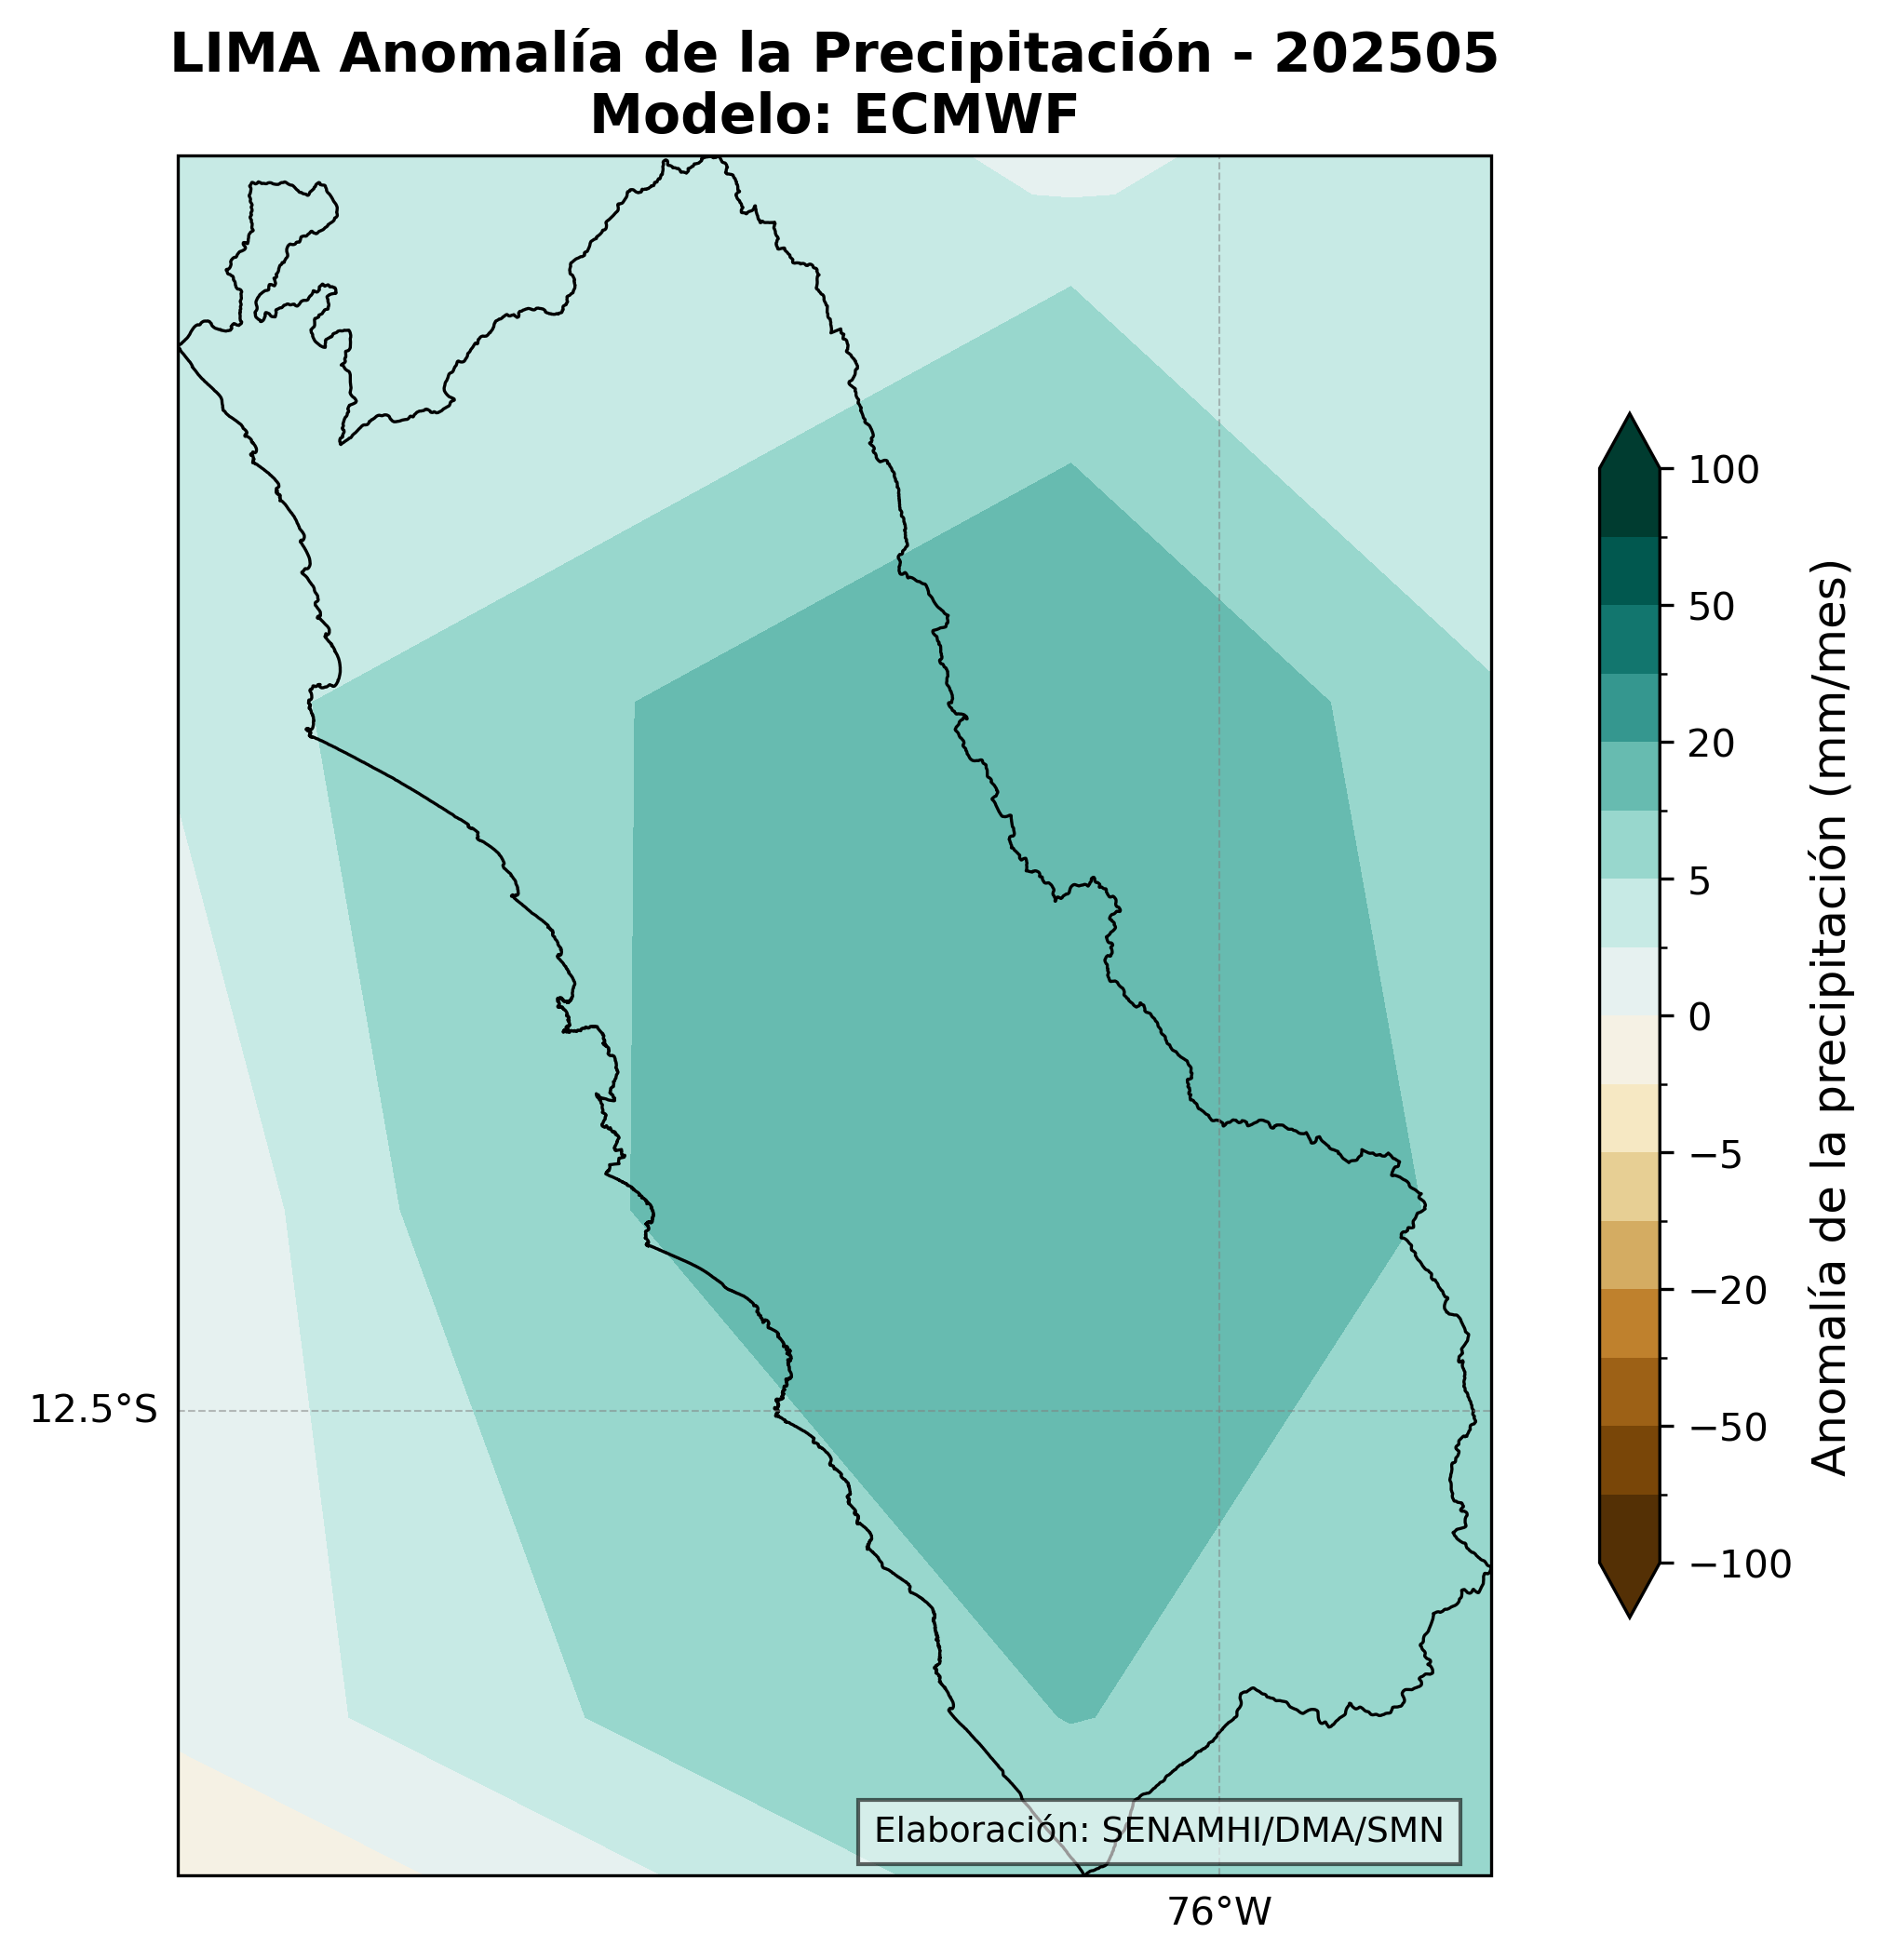 LIMA Anomalía de la Precipitación - 202505
Modelo: ECMWF
100
50
20
5
0
−5
−20
−50
−100
Anomalía de la precipitación (mm/mes)
12.5°S
Elaboración: SENAMHI/DMA/SMN
76°W